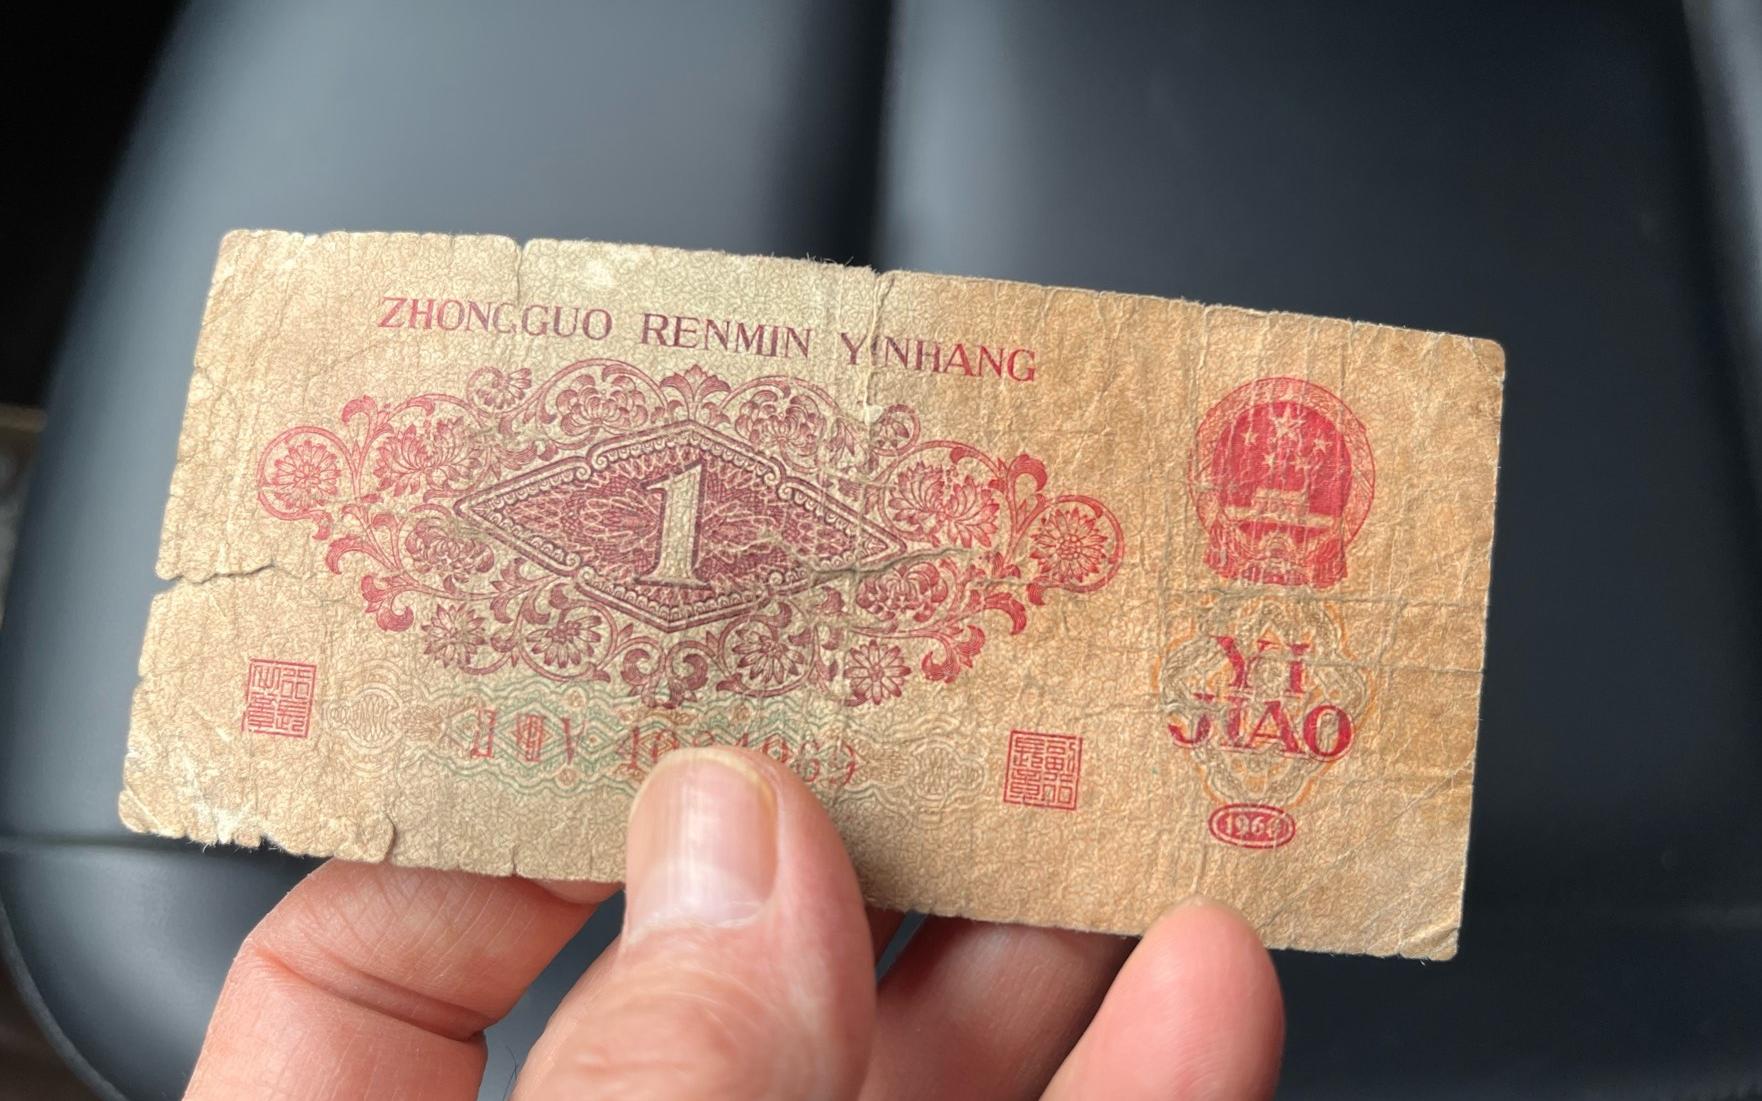 ZHONGGUO RENMIN YINHANG
1
YI
JIAO
1960